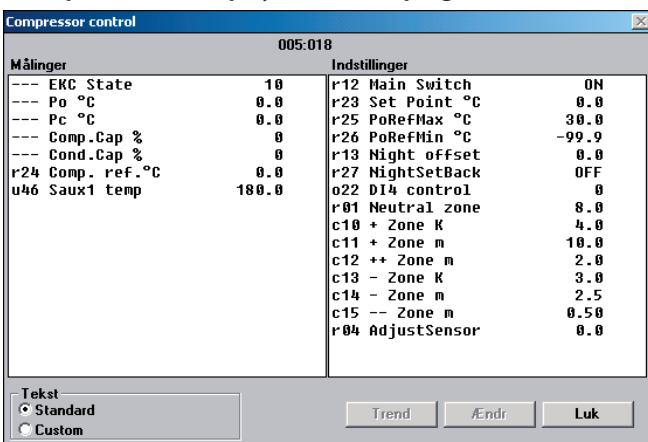 Compressor control
005:018
Målinger
--- EKC State 10
--- Po °C 0.0
--- Pc °C 0.0
--- Comp.Cap % 0
--- Cond.Cap % 0
r24 Comp. ref.°C 0.0
u46 Saux1 temp 180.0
Indstillinger
r12 Main Switch ON
r23 Set Point °C 0.0
r25 PoRefMax °C 30.0
r26 PoRefMin °C -99.9
r13 Night offset 0.0
r27 NightSetBack OFF
o22 DI4 control 0
r01 Neutral zone 8.0
c10 + Zone K 4.0
c11 + Zone m 10.0
c12 ++ Zone m 2.0
c13 - Zone K 3.0
c14 - Zone m 2.5
c15 -- Zone m 0.50
r04 AdjustSensor 0.0
Tekst
Standard
Custom
Trend
Ændr
Luk